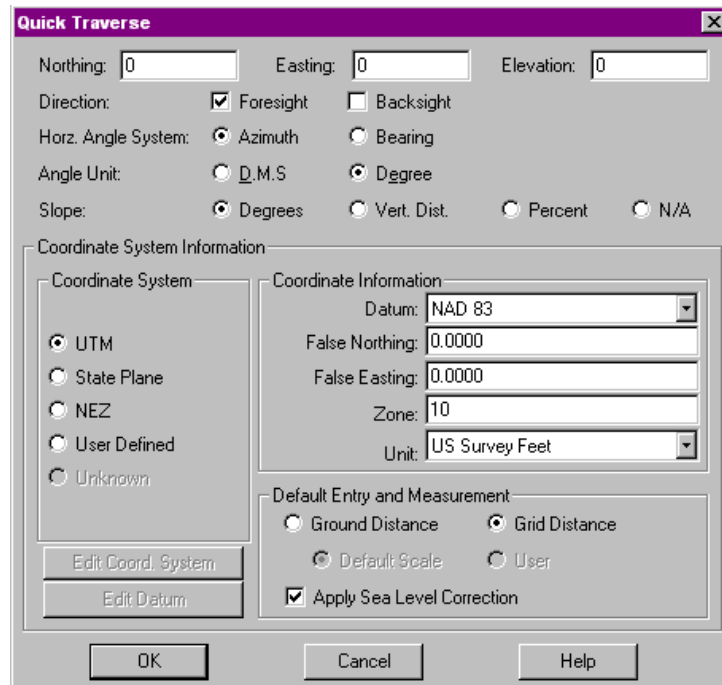 Quick Traverse
Northing: 0 Easting: 0 Elevation: 0
Direction: Foresight Backsight
Horz. Angle System: Azimuth Bearing
Angle Unit: D.M.S Degree
Slope: Degrees Vert. Dist. Percent N/A
Coordinate System Information
Coordinate System
UTM
State Plane
NEZ
User Defined
Unknown
Edit Coord. System
Edit Datum
Coordinate Information
Datum: NAD 83
False Northing: 0.0000
False Easting: 0.0000
Zone: 10
Unit: US Survey Feet
Default Entry and Measurement
Ground Distance Grid Distance
Default Scale User
Apply Sea Level Correction
OK Cancel Help